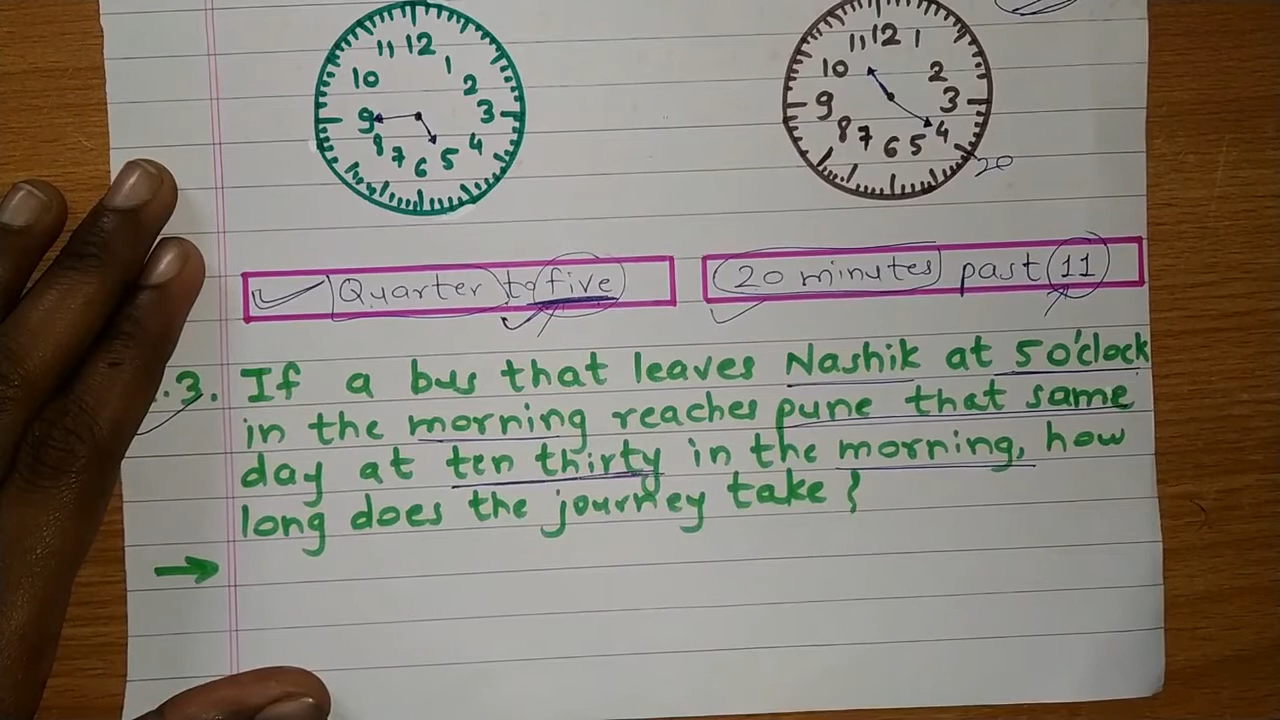 11 12 1
10 2
9 3
8 7 6 5 4
11 12 1
10 2
9 3
8 7 6 5 4
20
Quarter to five
20 minutes past 11
.3. If a bus that leaves Nashik at 5 o'clock
in the morning reaches pune that same
day at ten thirty in the morning, how
long does the journey take ?